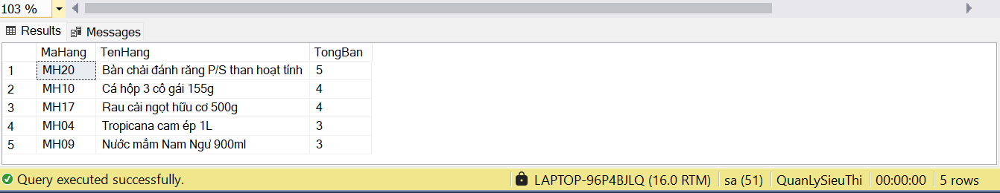 103 %
Results Messages
MaHang TenHang TongBan
1 MH20 Bàn chải đánh răng P/S than hoạt tính 5
2 MH10 Cá hộp 3 cô gái 155g 4
3 MH17 Rau cải ngọt hữu cơ 500g 4
4 MH04 Tropicana cam ép 1L 3
5 MH09 Nước mắm Nam Ngư 900ml 3
Query executed successfully. LAPTOP-96P4BJLQ (16.0 RTM) sa (51) QuanLySieuThi 00:00:00 5 rows